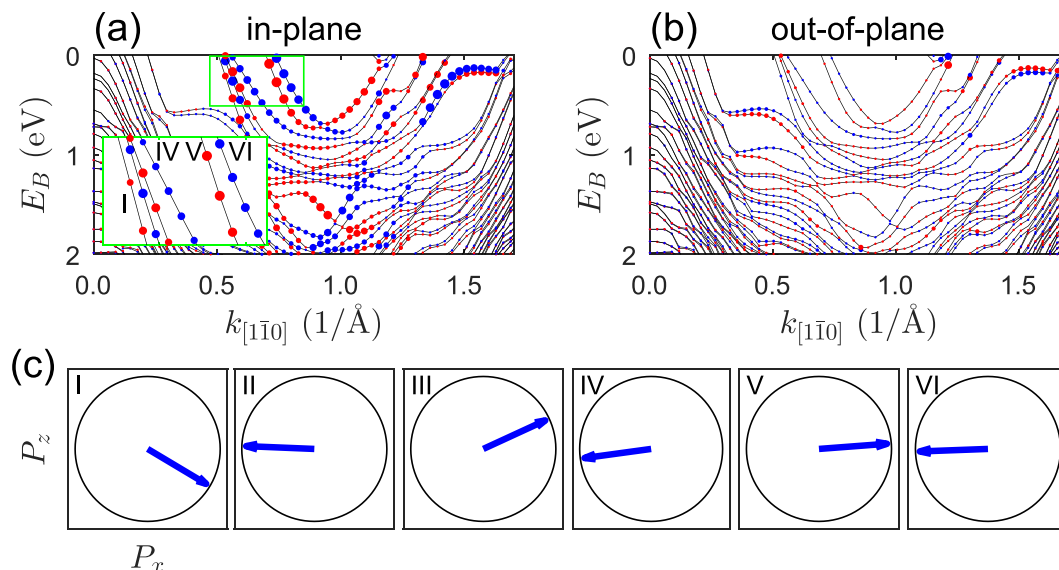 (a) in-plane
(b) out-of-plane
0
1
2
E_B (eV)
I
IV V VI
0.0 0.5 1.0 1.5
k_[11̄0] (1/Å)
0
1
2
E_B (eV)
0.0 0.5 1.0 1.5
k_[11̄0] (1/Å)
(c)
I II III IV V VI
P_z
P_x